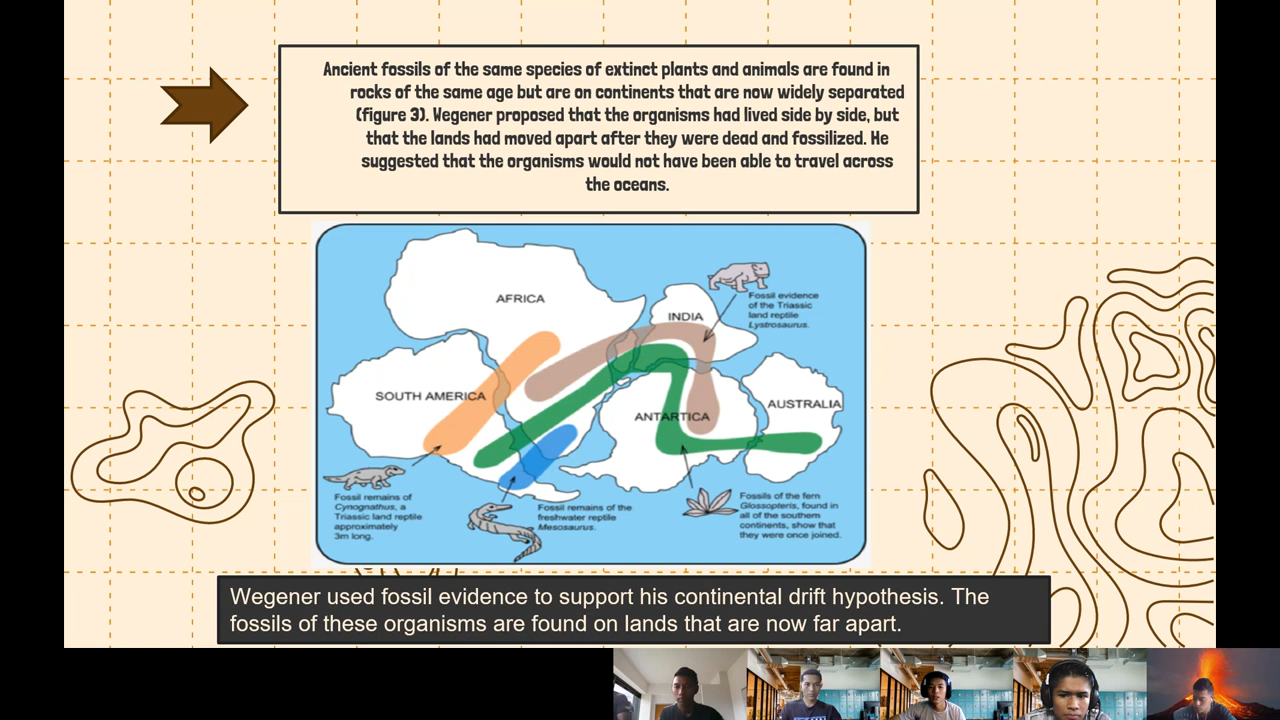 Ancient fossils of the same species of extinct plants and animals are found in
rocks of the same age but are on continents that are now widely separated
(figure 3). Wegener proposed that the organisms had lived side by side, but
that the lands had moved apart after they were dead and fossilized. He
suggested that the organisms would not have been able to travel across
the oceans.
AFRICA
INDIA
Fossil evidence
of the Triassic
land reptile
Lystrosaurus.
SOUTH AMERICA
ANTARTICA
AUSTRALIA
Fossil remains of
Cynognathus, a
Triassic land reptile
approximately
3m long.
Fossil remains of the
freshwater reptile
Mesosaurus.
Fossils of the fern
Glossopteris, found in
all of the southern
continents, show that
they were once joined.
Wegener used fossil evidence to support his continental drift hypothesis. The
fossils of these organisms are found on lands that are now far apart.